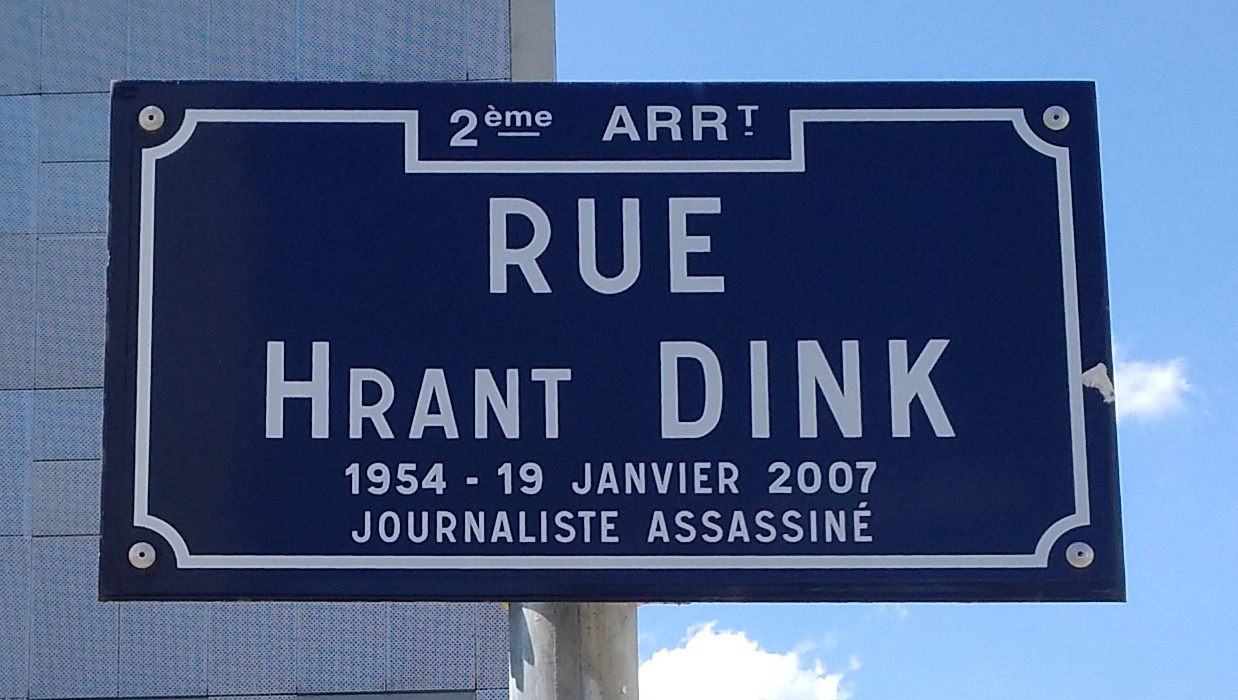 2ème ARRT
RUE
HRANT DINK
1954 - 19 JANVIER 2007
JOURNALISTE ASSASSINÉ